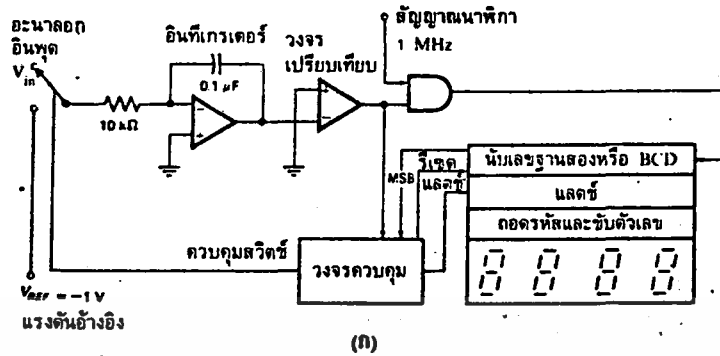 อะนาลอก
อินพุต
V_in
10 kΩ
อินทีเกรเตอร์
0.1 μF
วงจร
เปรียบเทียบ
สัญญาณนาฬิกา
1 MHz
MSB
รีเซต
แลตช์
นับเลขฐานสองหรือ BCD
แลตช์
ถอดรหัสและขับตัวเลข
8 8 8 8
ควบคุมสวิตช์
วงจรควบคุม
V_REF = −1 V
แรงดันอ้างอิง
(ก)